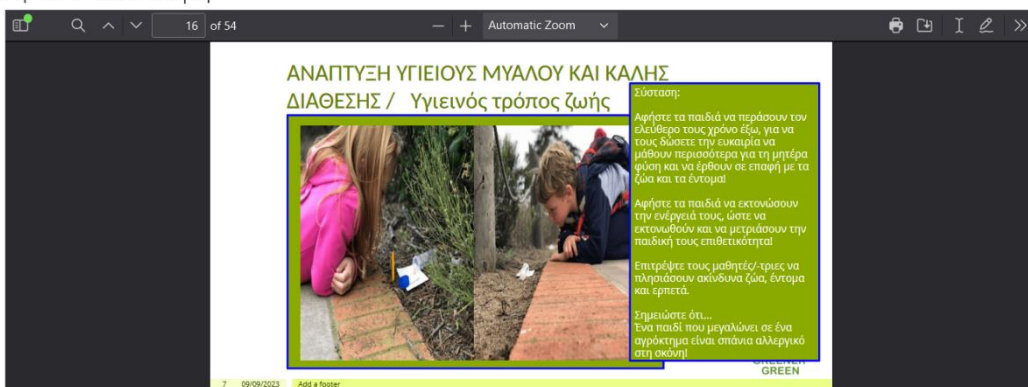 16 of 54
Automatic Zoom
ΑΝΑΠΤΥΞΗ ΥΓΙΕΙΟΥΣ ΜΥΑΛΟΥ ΚΑΙ ΚΑΛΗΣ
ΔΙΑΘΕΣΗΣ / Υγιεινός τρόπος ζωής
Σύσταση:
Αφήστε τα παιδιά να περάσουν τον
ελεύθερο τους χρόνο έξω, για να
τους δώσετε την ευκαιρία να
μάθουν περισσότερα για τη μητέρα
φύση και να έρθουν σε επαφή με τα
ζώα και τα έντομα!
Αφήστε τα παιδιά να εκτονώσουν
την ενέργειά τους, ώστε να
εκτονωθούν και να μετριάσουν την
παιδική τους επιθετικότητα!
Επιτρέψτε τους μαθητές/-τριες να
πλησιάσουν ακίνδυνα ζώα, έντομα
και ερπετά.
Σημειώστε ότι...
Ένα παιδί που μεγαλώνει σε ένα
αγρόκτημα είναι σπάνια αλλεργικό
στη σκόνη!
GREEN
7 09/09/2023 Add a footer